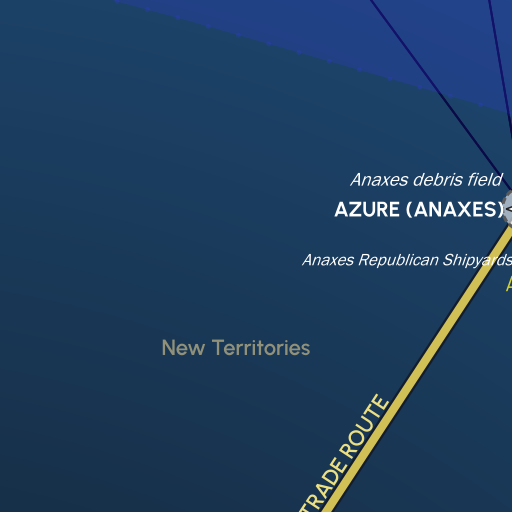 Anaxes debris field
AZURE (ANAXES)
Anaxes Republican Shipyards
New Territories
TRADE ROUTE